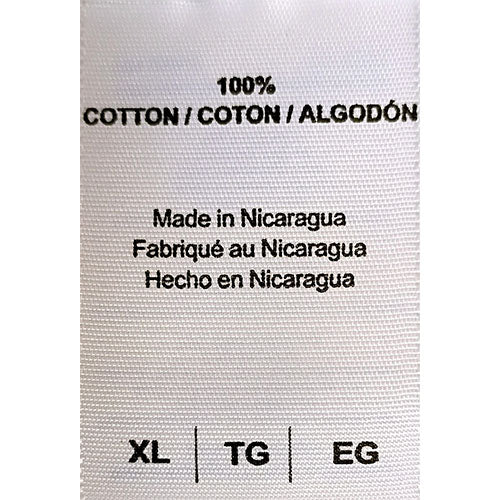 100%
COTTON / COTON / ALGODÓN
Made in Nicaragua
Fabriqué au Nicaragua
Hecho en Nicaragua
XL | TG | EG